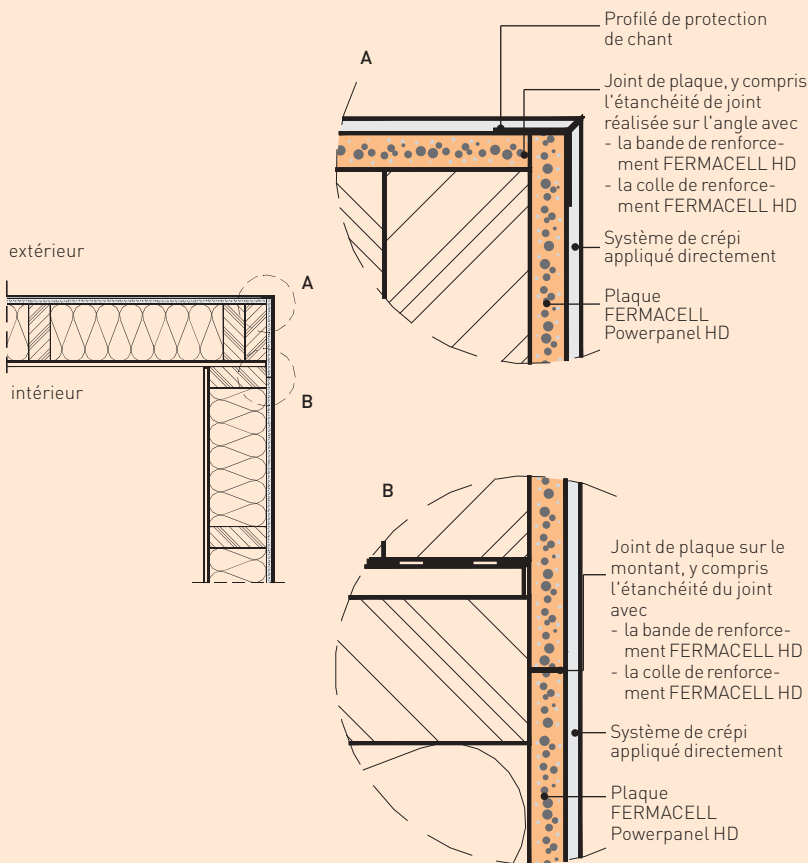 extérieur
intérieur
A
B
A
Profilé de protection
de chant
Joint de plaque, y compris
l'étanchéité de joint
réalisée sur l'angle avec
- la bande de renforce-
ment FERMACELL HD
- la colle de renforce-
ment FERMACELL HD
Système de crépi
appliqué directement
Plaque
FERMACELL
Powerpanel HD
B
Joint de plaque sur le
montant, y compris
l'étanchéité du joint
avec
- la bande de renforce-
ment FERMACELL HD
- la colle de renforce-
ment FERMACELL HD
Système de crépi
appliqué directement
Plaque
FERMACELL
Powerpanel HD